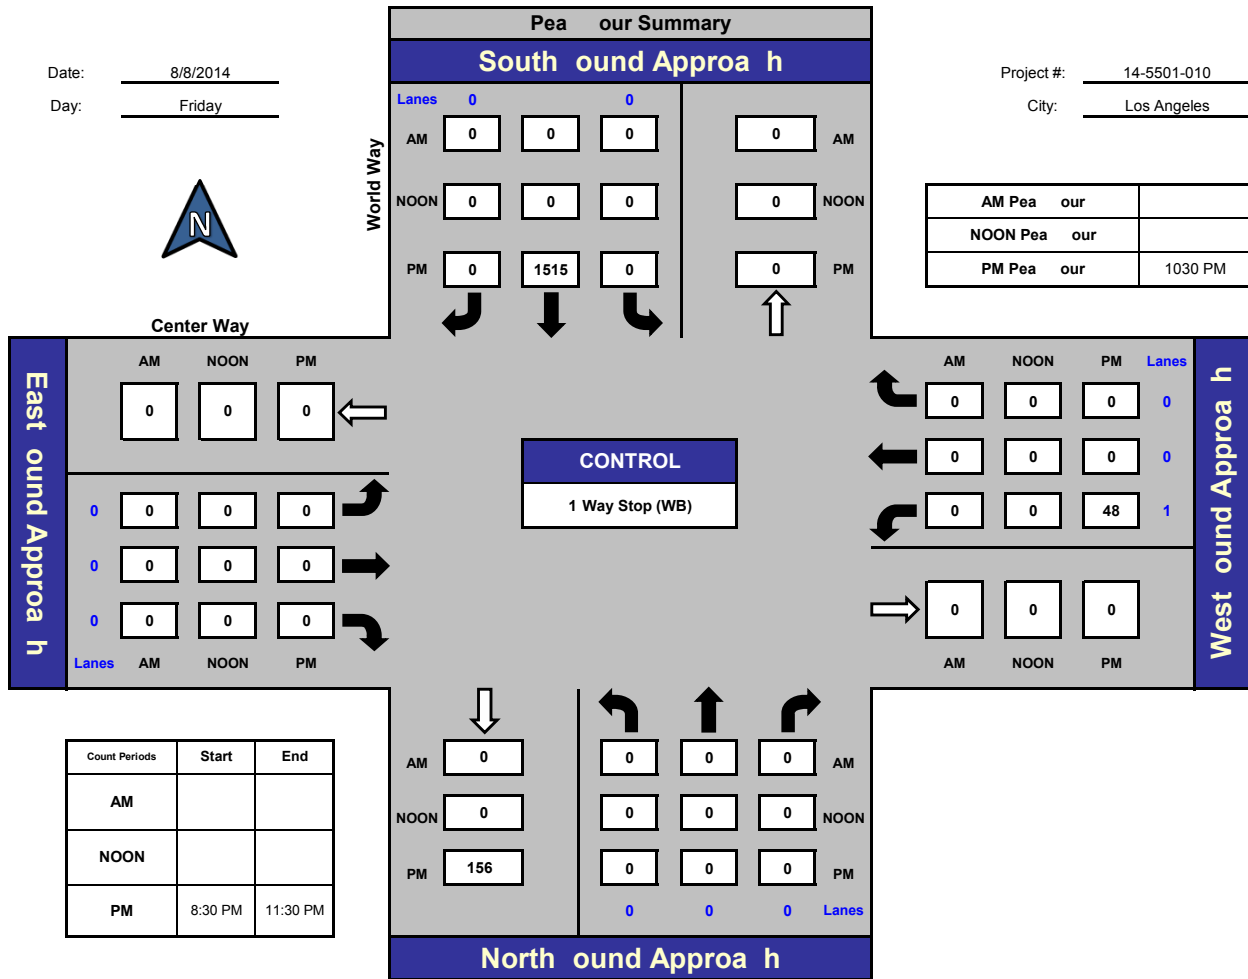 Pea our Summary
South ound Approa h
Date: 8/8/2014
Day: Friday
Project #: 14-5501-010
City: Los Angeles
N
World Way
Lanes 0 0
AM 0 0 0 0 AM
NOON 0 0 0 0 NOON
PM 0 1515 0 0 PM
AM Pea our
NOON Pea our
PM Pea our 1030 PM
Center Way
East ound Approa h
AM NOON PM
0 0 0
0 0 0 0
0 0 0 0
0 0 0 0
Lanes AM NOON PM
CONTROL
1 Way Stop (WB)
AM NOON PM Lanes
0 0 0 0
0 0 0 0
0 0 48 1
0 0 0
AM NOON PM
West ound Approa h
Count Periods Start End
AM
NOON
PM 8:30 PM 11:30 PM
AM 0 0 0 0 AM
NOON 0 0 0 0 NOON
PM 156 0 0 0 PM
0 0 0 Lanes
North ound Approa h